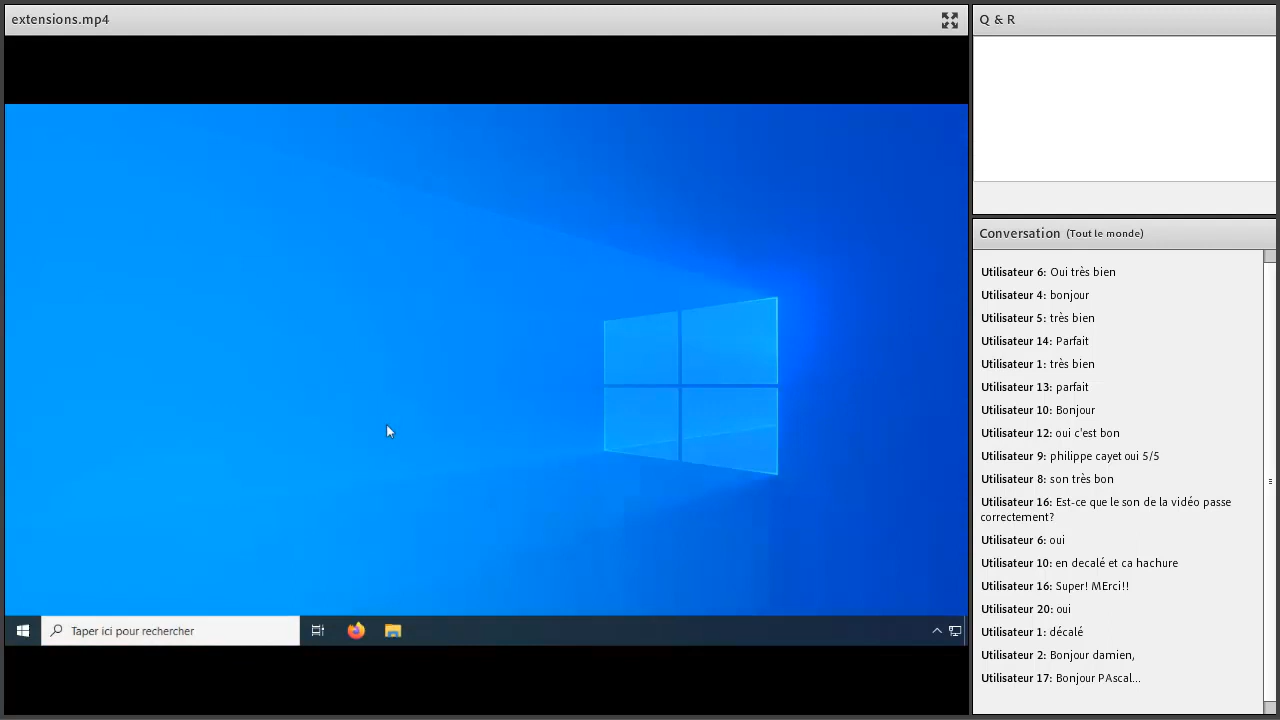 extensions.mp4
Q & R
Conversation (Tout le monde)
Utilisateur 6: Oui très bien
Utilisateur 4: bonjour
Utilisateur 5: très bien
Utilisateur 14: Parfait
Utilisateur 1: très bien
Utilisateur 13: parfait
Utilisateur 10: Bonjour
Utilisateur 12: oui c'est bon
Utilisateur 9: philippe cayet oui 5/5
Utilisateur 8: son très bon
Utilisateur 16: Est-ce que le son de la vidéo passe
correctement?
Utilisateur 6: oui
Utilisateur 10: en decalé et ca hachure
Utilisateur 16: Super! MErci!!
Utilisateur 20: oui
Utilisateur 1: décalé
Utilisateur 2: Bonjour damien,
Utilisateur 17: Bonjour PAscal...
Taper ici pour rechercher